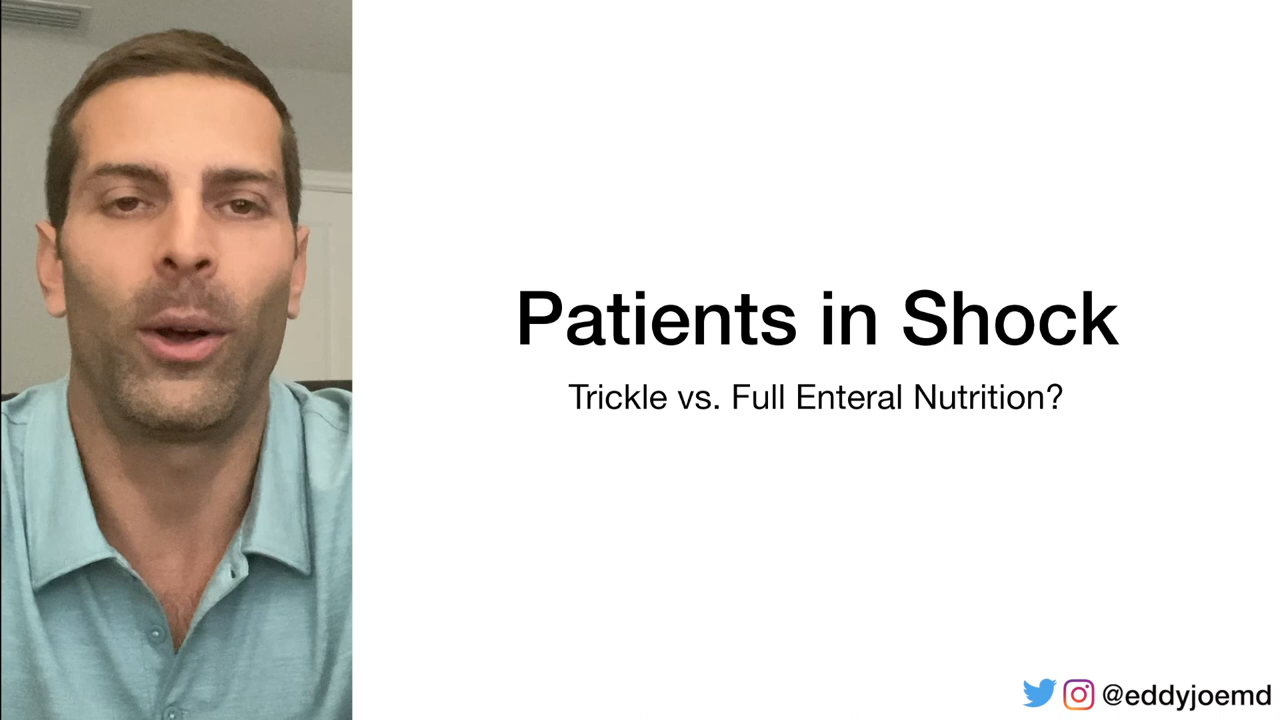 Patients in Shock
Trickle vs. Full Enteral Nutrition?
@eddyjoemd